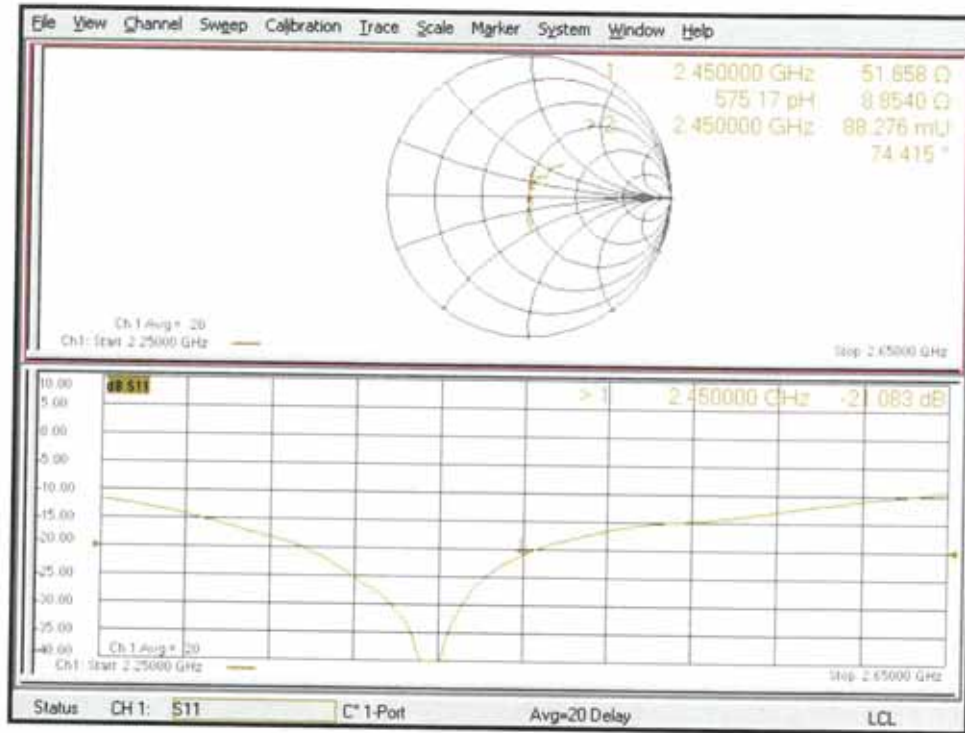 File View Channel Sweep Calibration Trace Scale Marker System Window Help
1: 2.450000 GHz 51.658 Ω
575.17 pH 8.8540 Ω
> 2: 2.450000 GHz 88.276 mU
74.415 °
Ch 1 Avg = 20
Ch1: Start 2.25000 GHz
Stop 2.65000 GHz
10.00
dB S11
> 1 2.450000 GHz -21.083 dB
5.00
0.00
-5.00
-10.00
-15.00
-20.00
-25.00
-30.00
-35.00
-40.00
Ch 1 Avg = 20
Ch1: Start 2.25000 GHz
Stop 2.65000 GHz
Status CH 1: S11 C* 1-Port Avg=20 Delay LCL